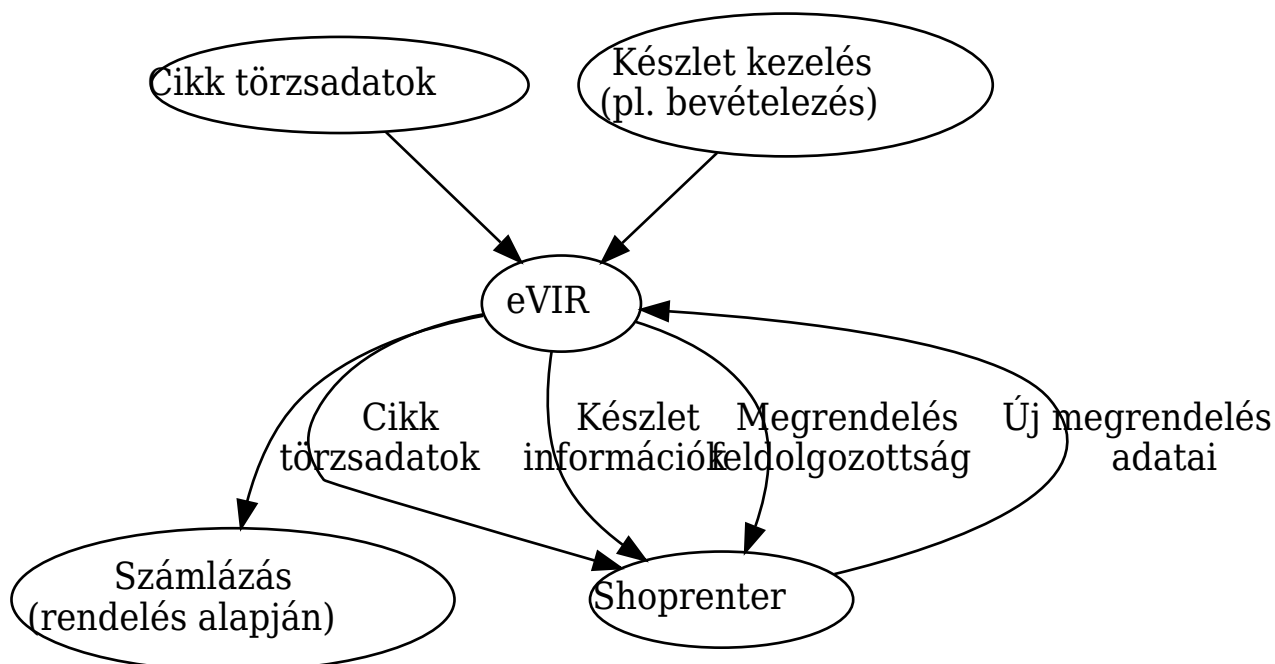 Cikk törzsadatok
Készlet kezelés
(pl. bevételezés)
eVIR
Cikk
törzsadatok
Készlet
információk
Megrendelés
feldolgozottság
Új megrendelés
adatai
Számlázás
(rendelés alapján)
Shoprenter